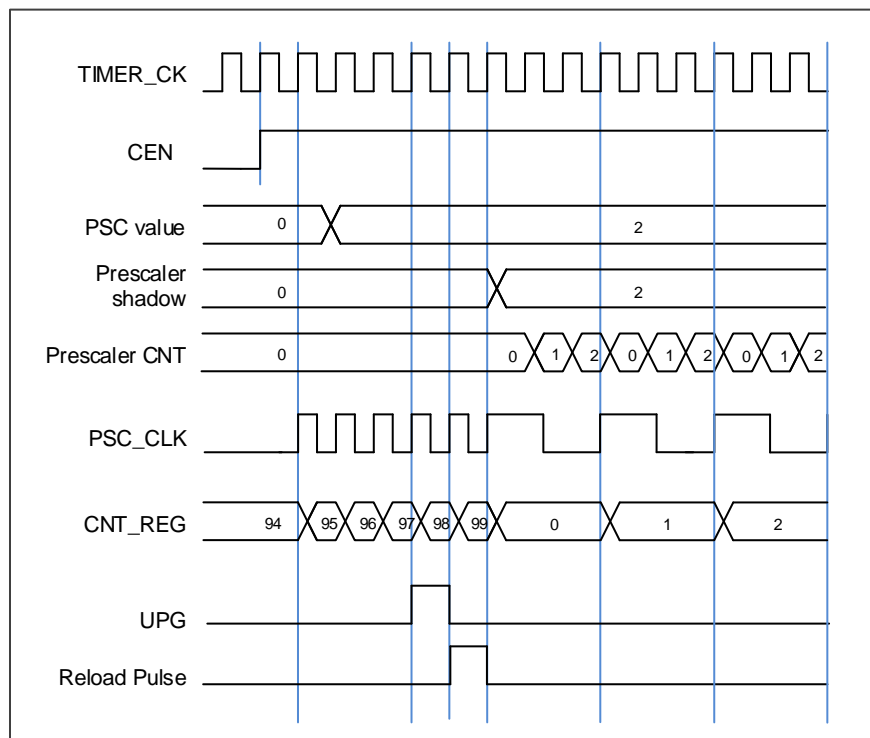 TIMER_CK
CEN
PSC value 0 2
Prescaler
shadow 0 2
Prescaler CNT 0 0 1 2 0 1 2 0 1 2
PSC_CLK
CNT_REG 94 95 96 97 98 99 0 1 2
UPG
Reload Pulse